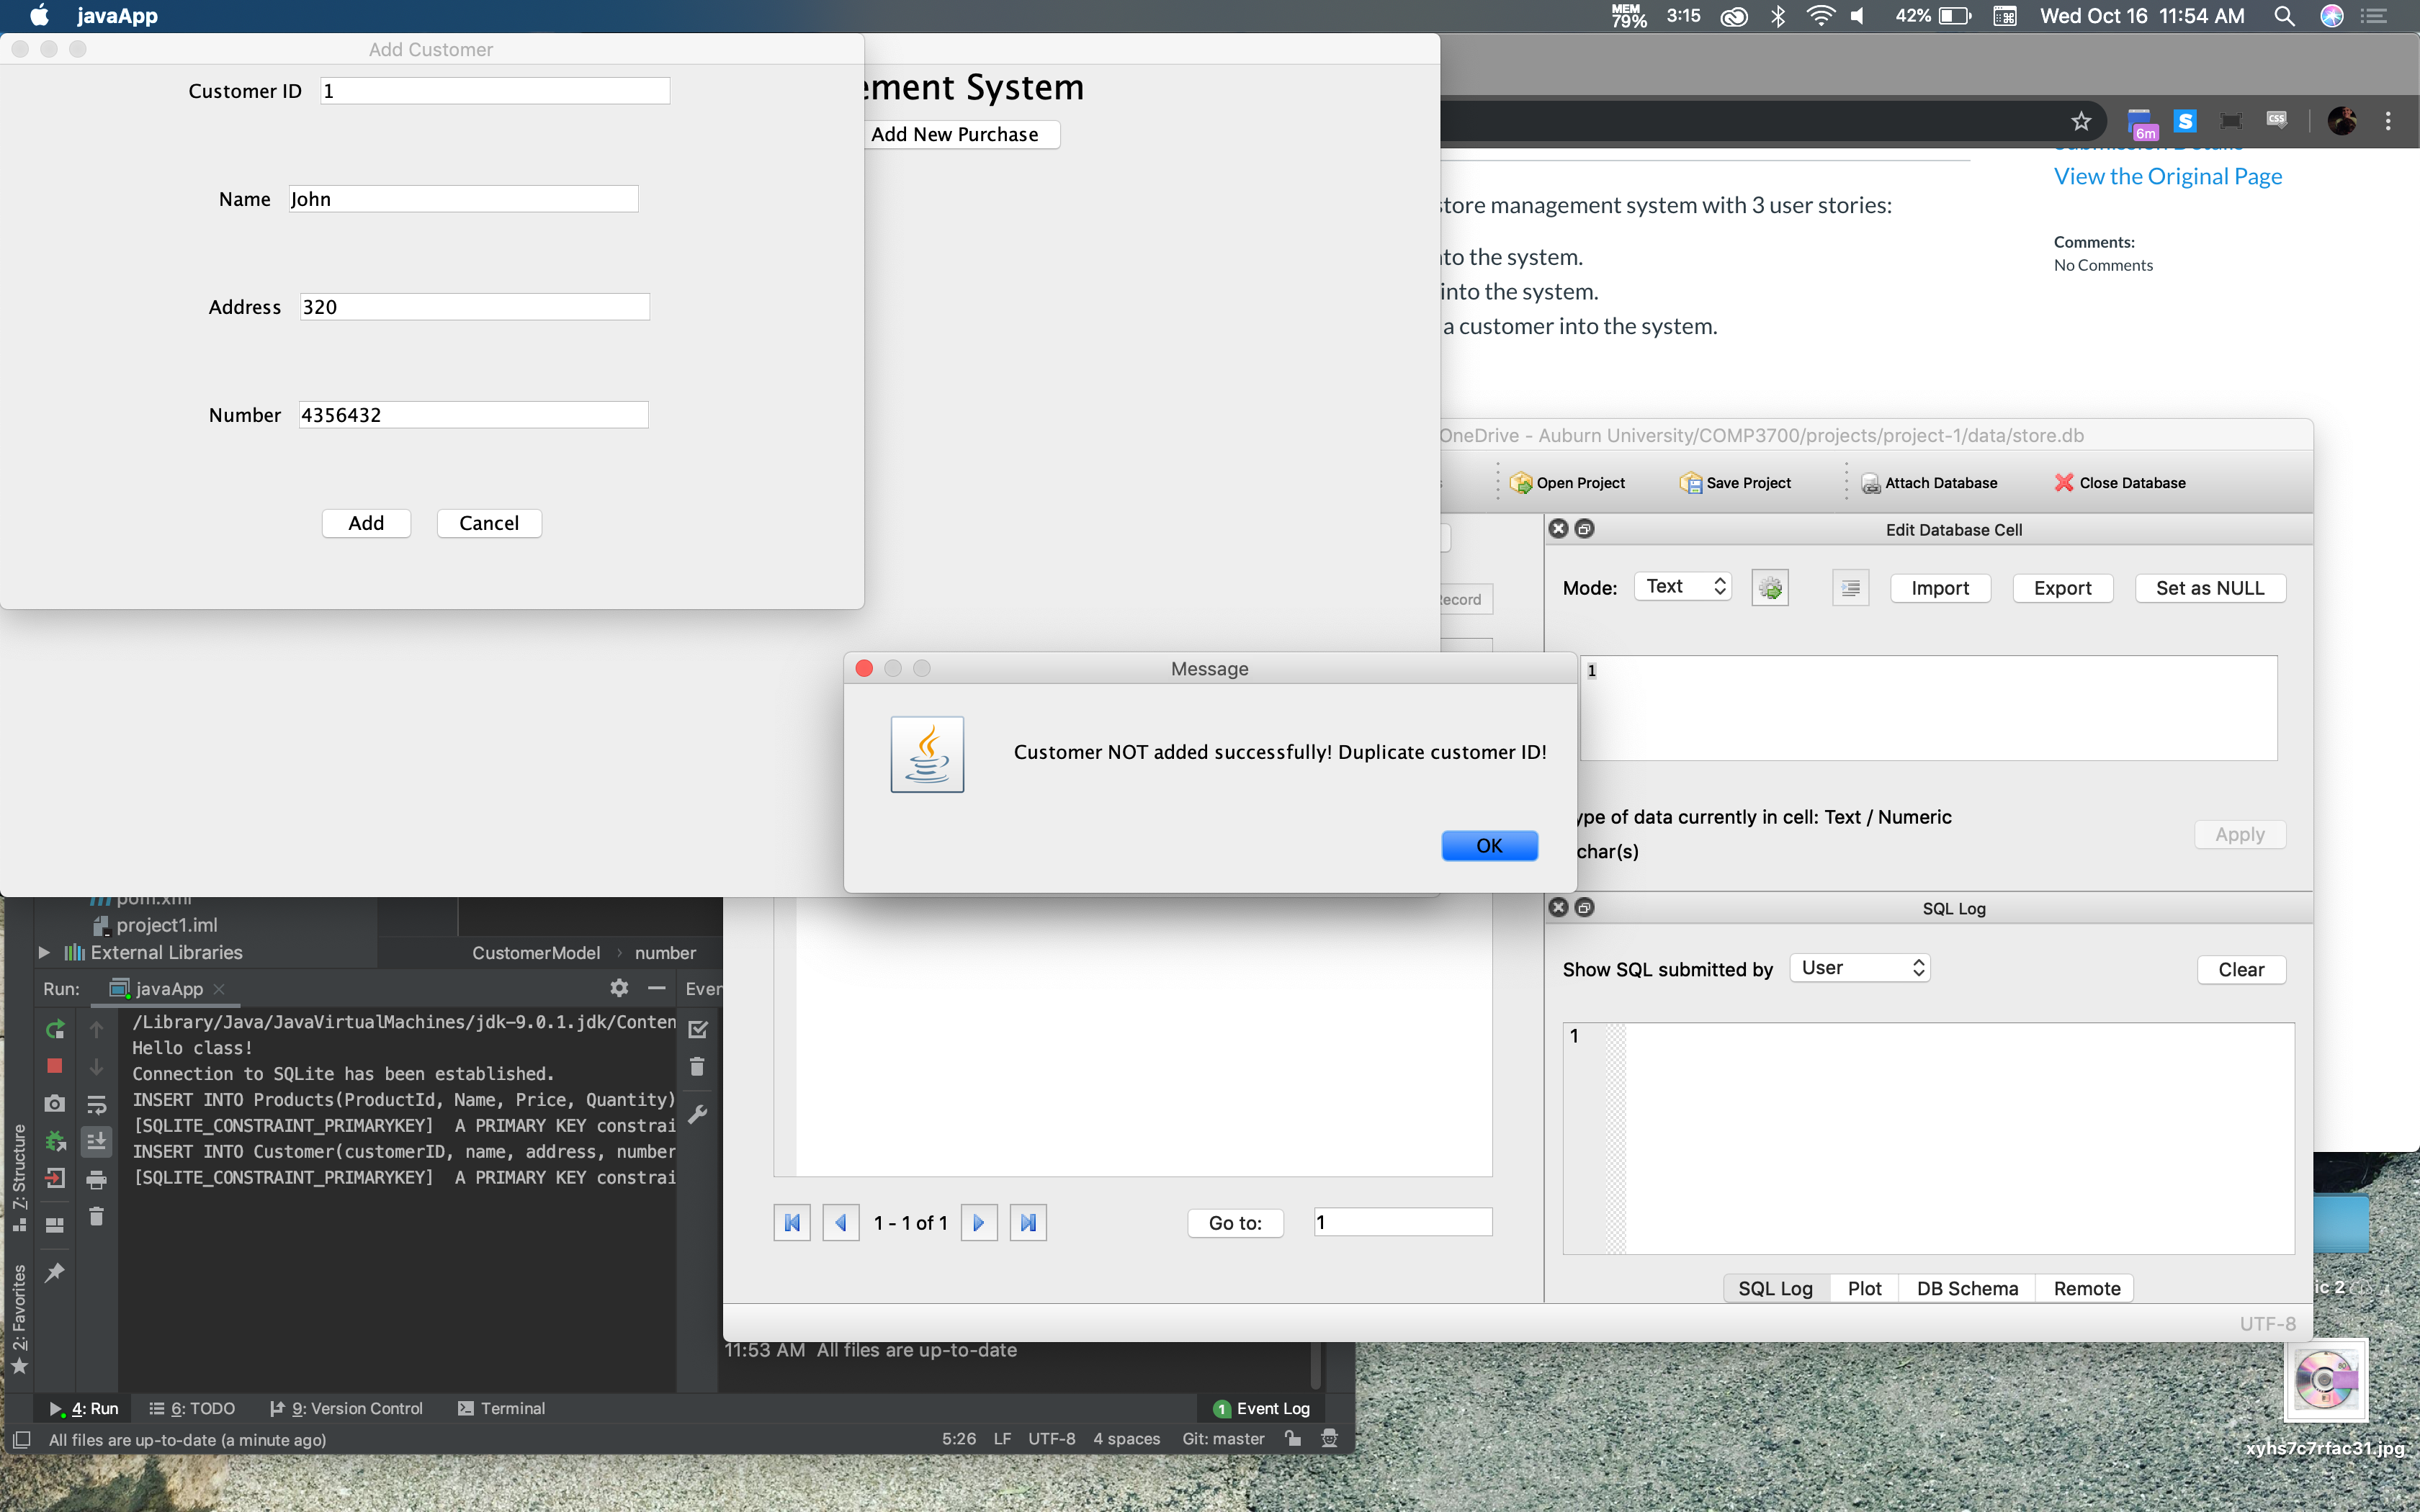 javaApp
MEM 79%
3:15
42%
Wed Oct 16 11:54 AM
Add Customer
Customer ID 1
Name John
Address 320
Number 4356432
Add Cancel
ement System
Add New Purchase
6m
S
CSS
View the Original Page
tore management system with 3 user stories:
Comments:
No Comments
to the system.
into the system.
a customer into the system.
OneDrive - Auburn University/COMP3700/projects/project-1/data/store.db
Open Project Save Project Attach Database Close Database
Edit Database Cell
Mode: Text Import Export Set as NULL
ecord
1
Message
Customer NOT added successfully! Duplicate customer ID!
OK
ype of data currently in cell: Text / Numeric
char(s)
Apply
SQL Log
Show SQL submitted by User Clear
1
pom.xml
project1.iml
External Libraries
CustomerModel number
Run: javaApp
Even
/Library/Java/JavaVirtualMachines/jdk-9.0.1.jdk/Conten
Hello class!
Connection to SQLite has been established.
INSERT INTO Products(ProductId, Name, Price, Quantity)
[SQLITE_CONSTRAINT_PRIMARYKEY] A PRIMARY KEY constrai
INSERT INTO Customer(customerID, name, address, number
[SQLITE_CONSTRAINT_PRIMARYKEY] A PRIMARY KEY constrai
Z: Structure
2: Favorites
1 - 1 of 1 Go to: 1
SQL Log Plot DB Schema Remote
UTF-8
11:53 AM All files are up-to-date
4: Run 6: TODO 9: Version Control Terminal
1 Event Log
All files are up-to-date (a minute ago)
5:26 LF UTF-8 4 spaces Git: master
ic 2
xyhs7c7rfac31.jpg